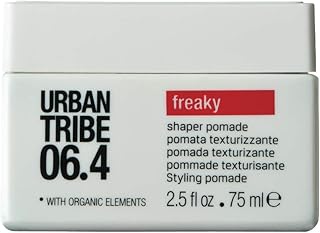 URBAN
TRIBE
06.4
• WITH ORGANIC ELEMENTS
freaky
shaper pomade
pomata texturizzante
pomada texturizante
pommade texturisante
Styling pomade
2.5 fl oz . 75 ml ℮